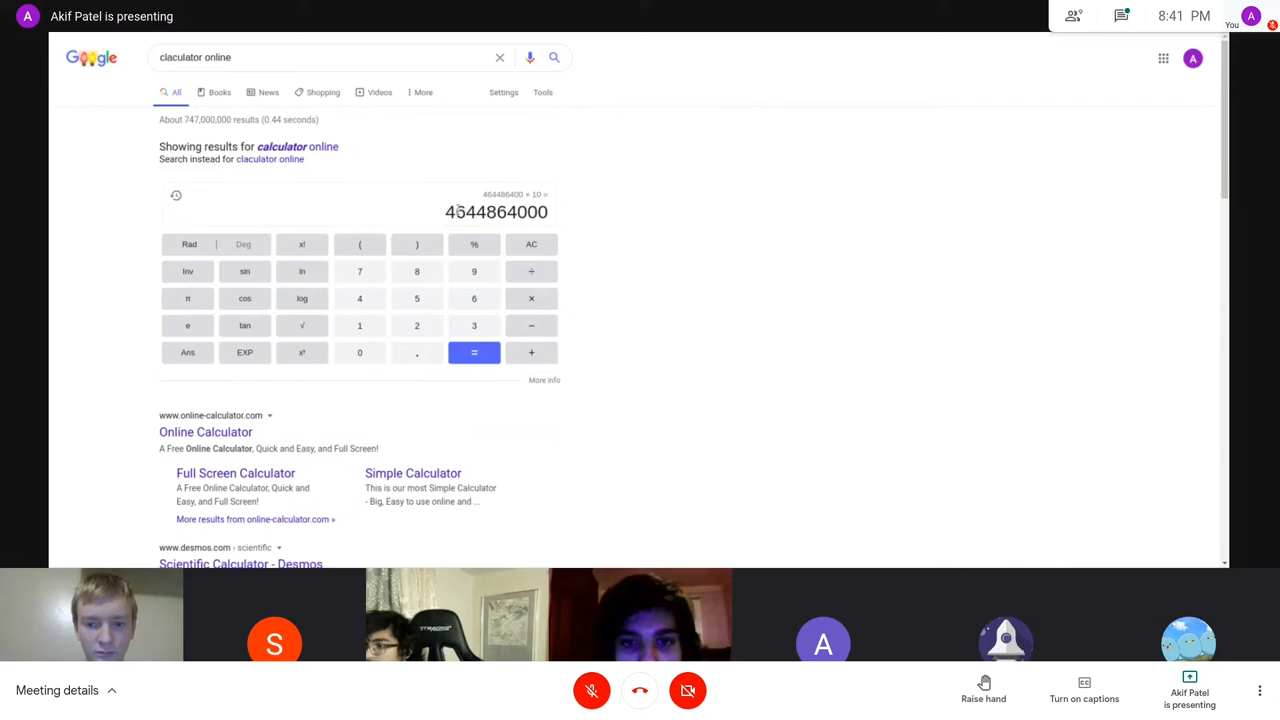 A Akif Patel is presenting
9 8:41 PM A
You
Google claculator online A
All Books News Shopping Videos More Settings Tools
About 747,000,000 results (0.44 seconds)
Showing results for calculator online
Search instead for claculator online
464486400 × 10 =
4644864000
Rad Deg x! ( ) % AC
Inv sin ln 7 8 9 ÷
π cos log 4 5 6 ×
e tan √ 1 2 3 −
Ans EXP xʸ 0 . = +
More info
www.online-calculator.com
Online Calculator
A Free Online Calculator, Quick and Easy, and Full Screen!
Full Screen Calculator Simple Calculator
A Free Online Calculator, Quick and This is our most Simple Calculator
Easy, and Full Screen! - Big, Easy to use online and ...
More results from online-calculator.com »
www.desmos.com › scientific
Scientific Calculator - Desmos
S A
Meeting details Raise hand CC Turn on captions Akif Patel
is presenting